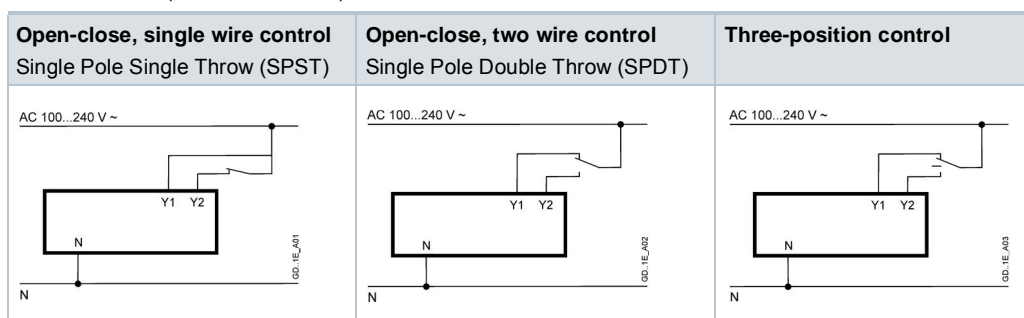 Open-close, single wire control
Single Pole Single Throw (SPST)
Open-close, two wire control
Single Pole Double Throw (SPDT)
Three-position control
AC 100...240 V ~
Y1 Y2
N
GD..1E_A01
N
AC 100...240 V ~
Y1 Y2
N
GD..1E_A02
N
AC 100...240 V ~
Y1 Y2
N
GD..1E_A03
N